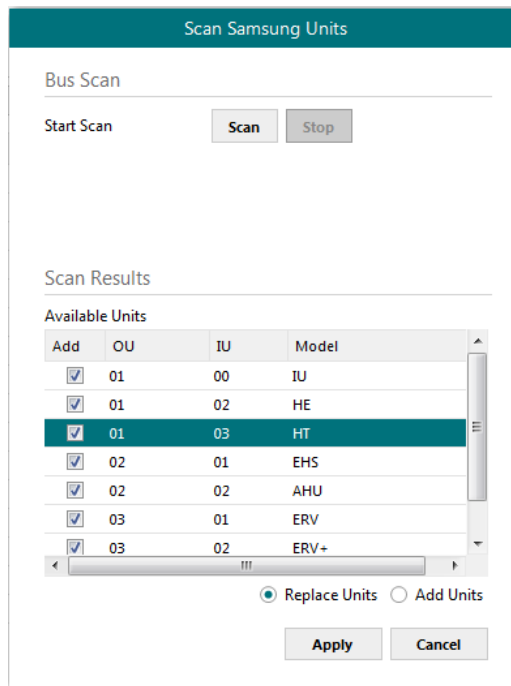 Scan Samsung Units
Bus Scan
Start Scan Scan Stop
Scan Results
Available Units
Add OU IU Model
01 00 IU
01 02 HE
01 03 HT
02 01 EHS
02 02 AHU
03 01 ERV
03 02 ERV+
Replace Units Add Units
Apply Cancel